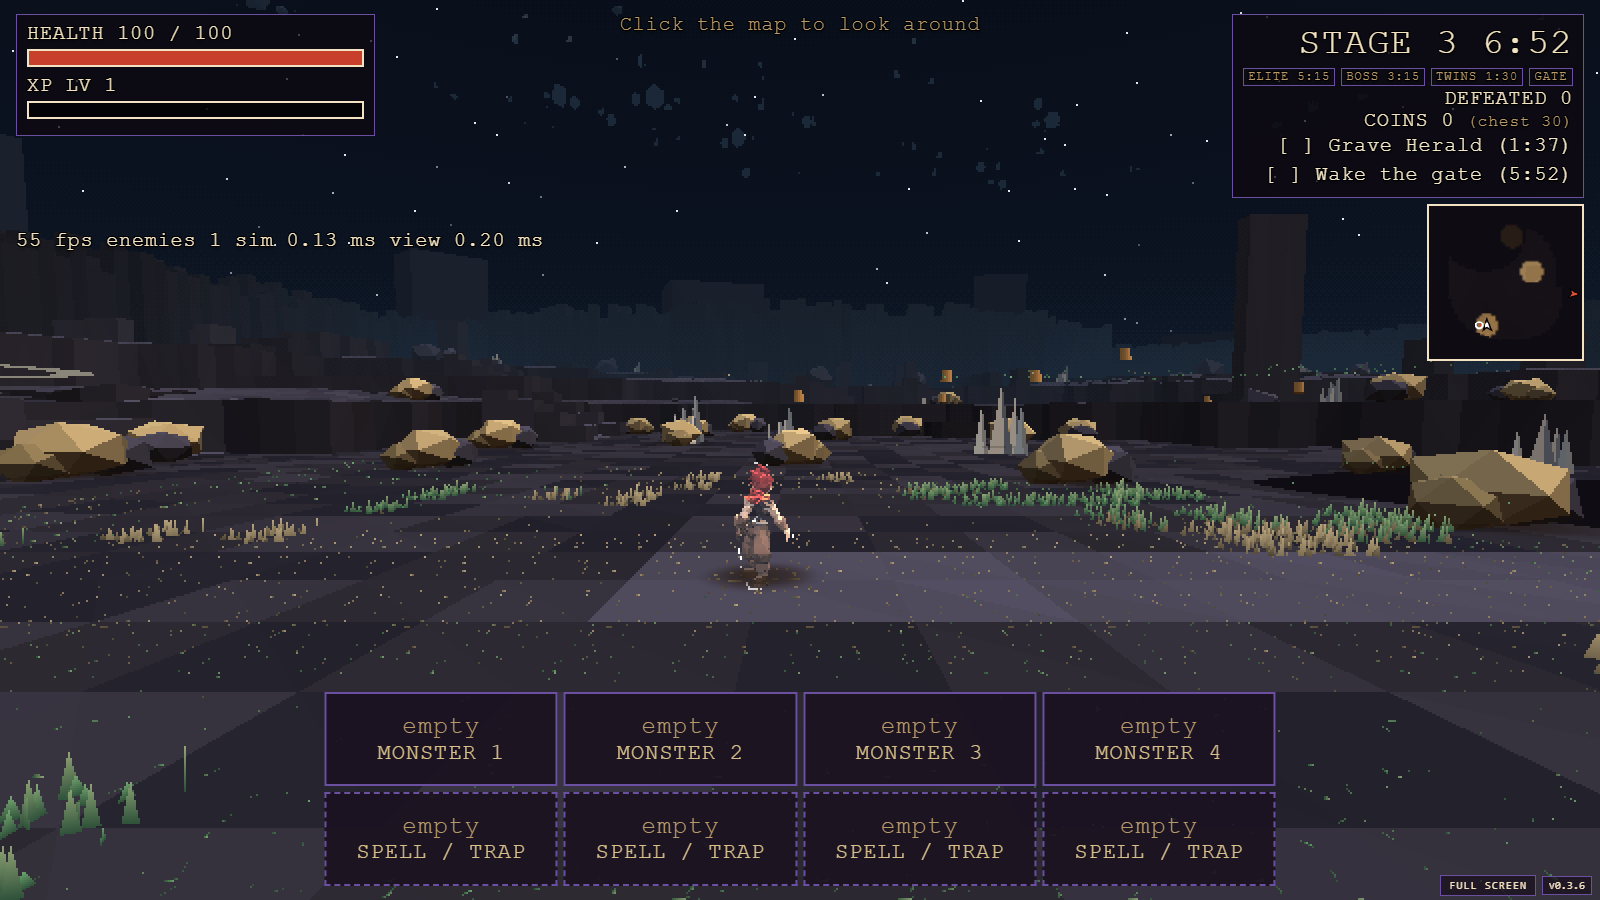 HEALTH 100 / 100
XP LV 1
Click the map to look around
STAGE 3 6:52
ELITE 5:15 BOSS 3:15 TWINS 1:30 GATE
DEFEATED 0
COINS 0 (chest 30)
[ ] Grave Herald (1:37)
[ ] Wake the gate (5:52)
55 fps enemies 1 sim 0.13 ms view 0.20 ms
empty empty empty empty
MONSTER 1 MONSTER 2 MONSTER 3 MONSTER 4
empty empty empty empty
SPELL / TRAP SPELL / TRAP SPELL / TRAP SPELL / TRAP
FULL SCREEN v0.3.6